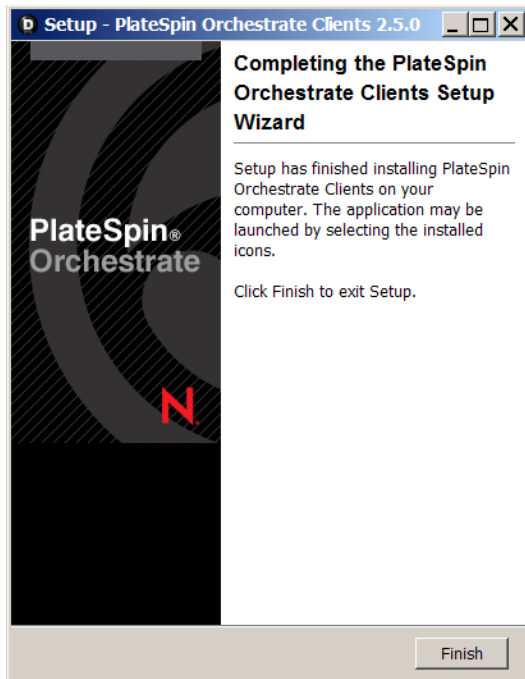 Setup - PlateSpin Orchestrate Clients 2.5.0
Completing the PlateSpin
Orchestrate Clients Setup
Wizard
Setup has finished installing PlateSpin
Orchestrate Clients on your
computer. The application may be
launched by selecting the installed
icons.
Click Finish to exit Setup.
PlateSpin®
Orchestrate
N.
Finish